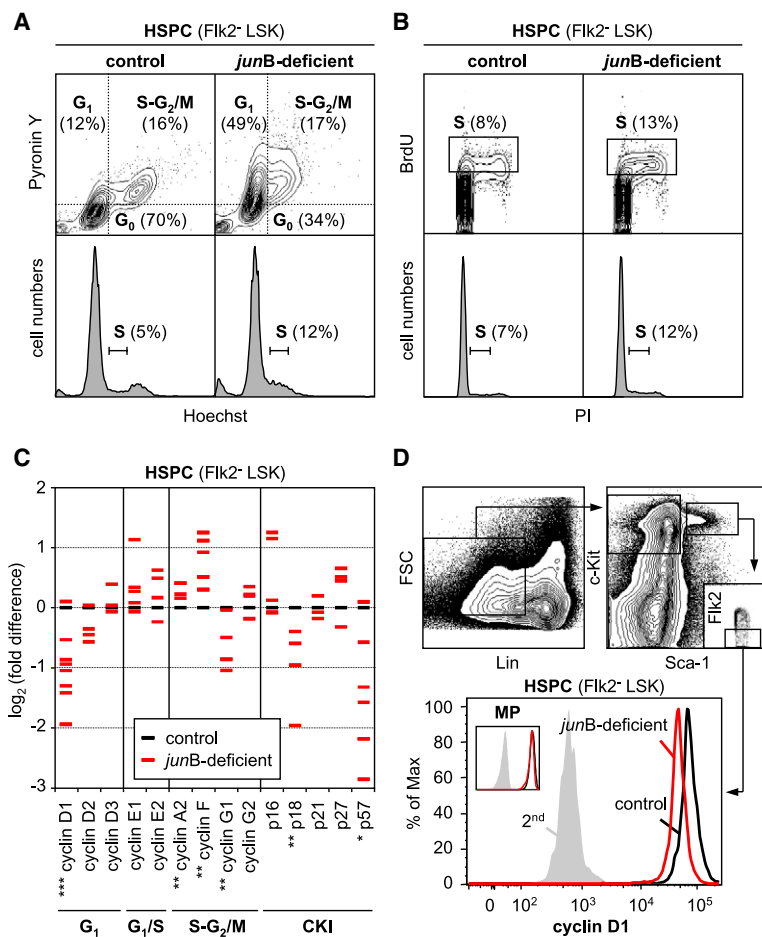 A
HSPC (Flk2- LSK)
control junB-deficient
G1 (12%) S-G2/M (16%) G1 (49%) S-G2/M (17%)
G0 (70%) G0 (34%)
Pyronin Y
S (5%) S (12%)
cell numbers
Hoechst
B
HSPC (Flk2- LSK)
control junB-deficient
S (8%) S (13%)
BrdU
S (7%) S (12%)
cell numbers
PI
C
HSPC (Flk2- LSK)
2
1
0
-1
-2
-3
log2 (fold difference)
control
junB-deficient
*** cyclin D1
cyclin D2
cyclin D3
cyclin E1
cyclin E2
** cyclin A2
** cyclin F
** cyclin G1
cyclin G2
p16
** p18
p21
p27
* p57
G1 G1/S S-G2/M CKI
D
FSC
Lin
c-Kit
Sca-1
Flk2
HSPC (Flk2- LSK)
MP
junB-deficient
control
2nd
100
80
60
40
20
0
% of Max
0 10² 10³ 10⁴ 10⁵
cyclin D1